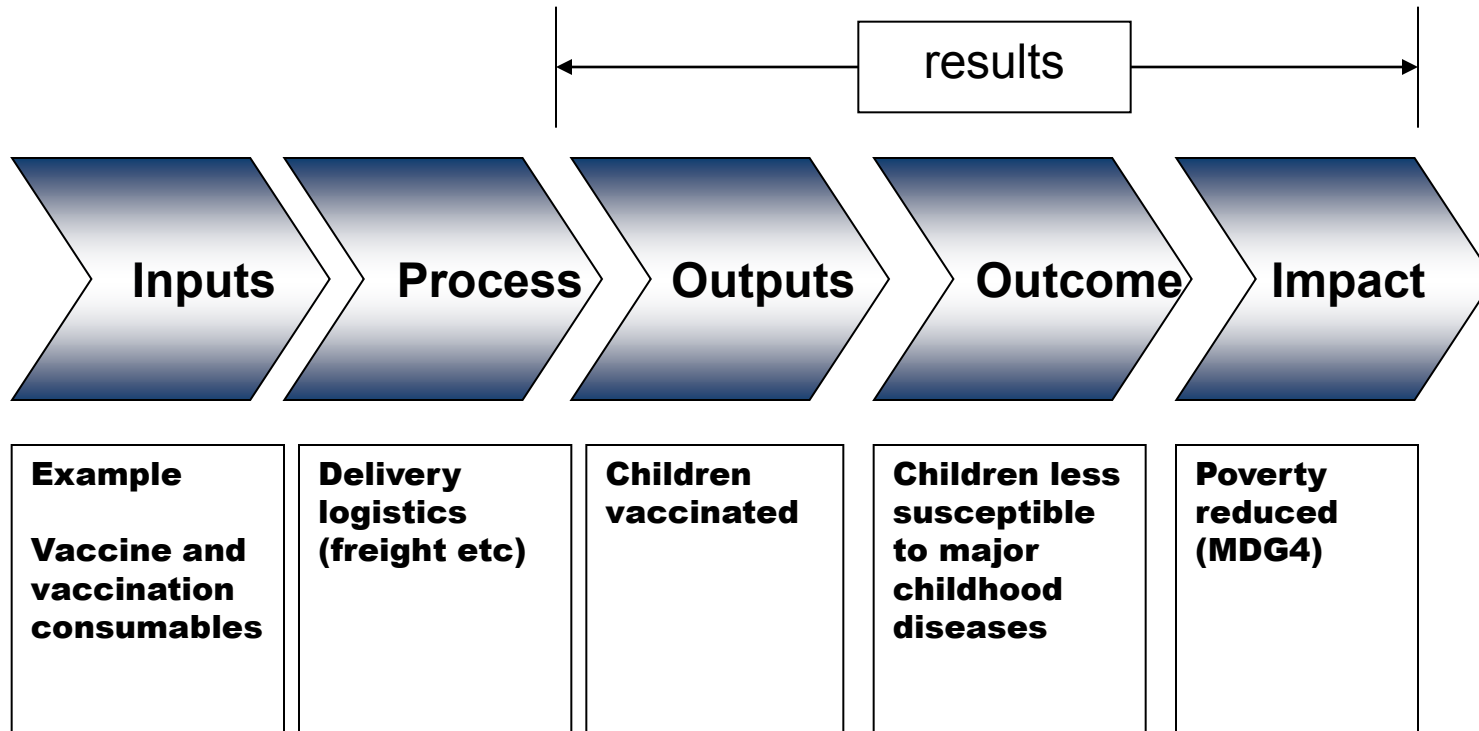 results
Inputs
Process
Outputs
Outcome
Impact
Example
Vaccine and
vaccination
consumables
Delivery
logistics
(freight etc)
Children
vaccinated
Children less
susceptible
to major
childhood
diseases
Poverty
reduced
(MDG4)